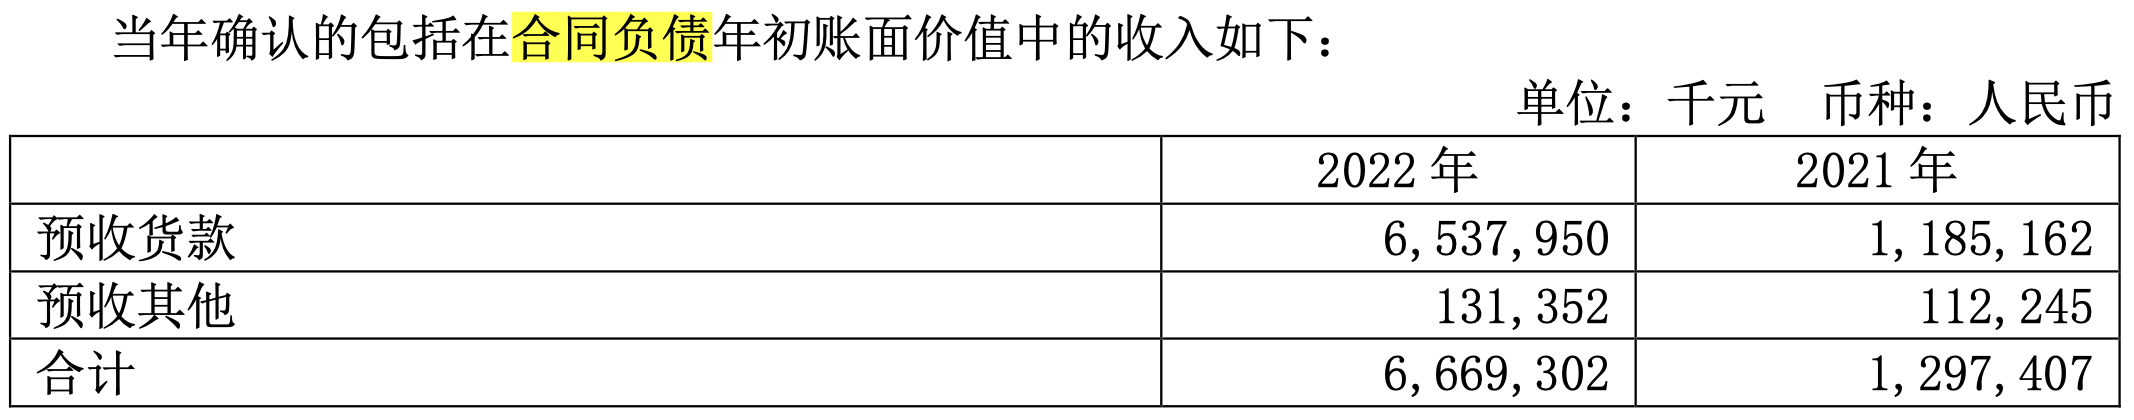 当年确认的包括在合同负债年初账面价值中的收入如下：
单位：千元 币种：人民币
2022 年 2021 年
预收货款 6,537,950 1,185,162
预收其他 131,352 112,245
合计 6,669,302 1,297,407